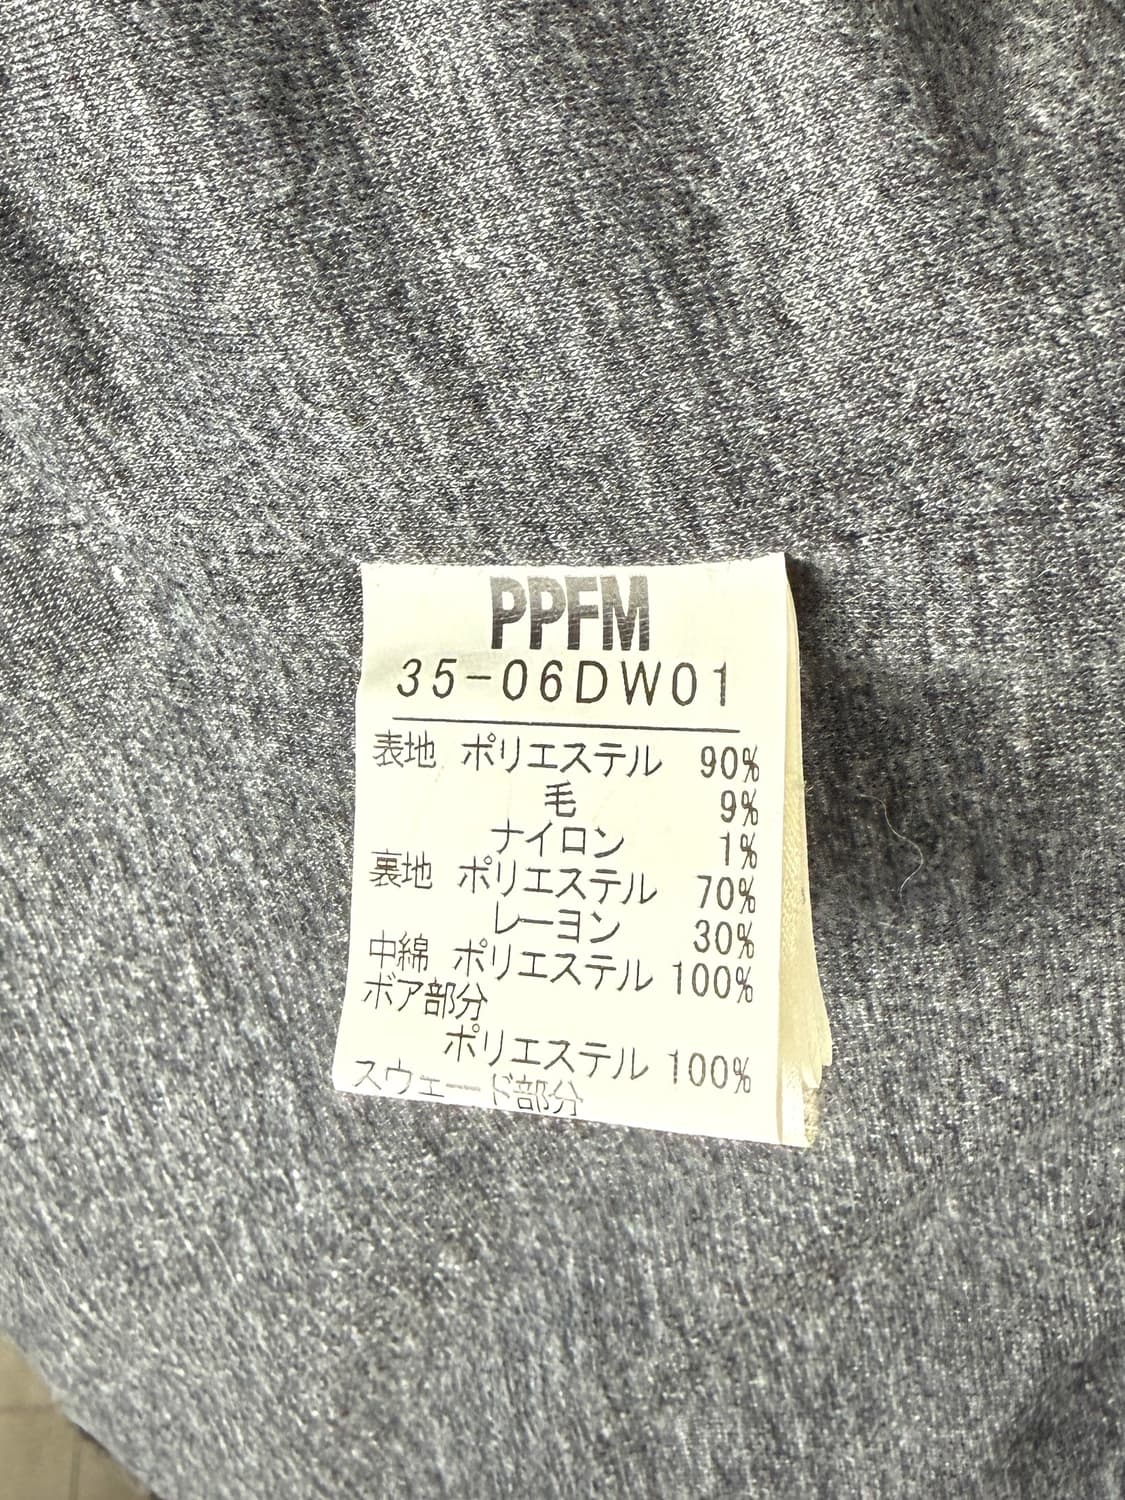 PPFM
35-06DW01
表地 ポリエステル 90%
毛 9%
ナイロン 1%
裏地 ポリエステル 70%
レーヨン 30%
中綿 ポリエステル 100%
ボア部分
ポリエステル 100%
スウェード部分